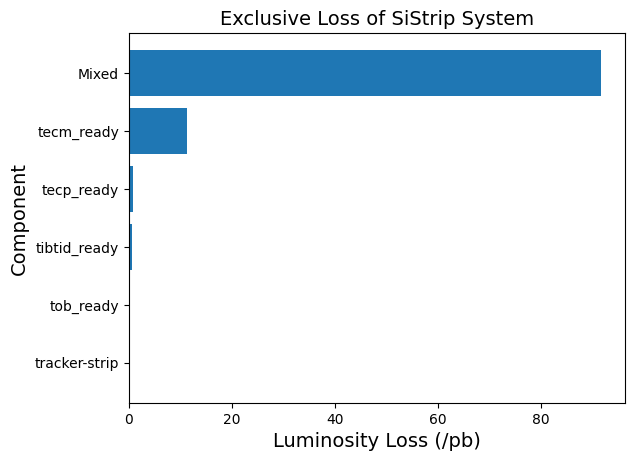 Exclusive Loss of SiStrip System
Component
Mixed
tecm_ready
tecp_ready
tibtid_ready
tob_ready
tracker-strip
0 20 40 60 80
Luminosity Loss (/pb)